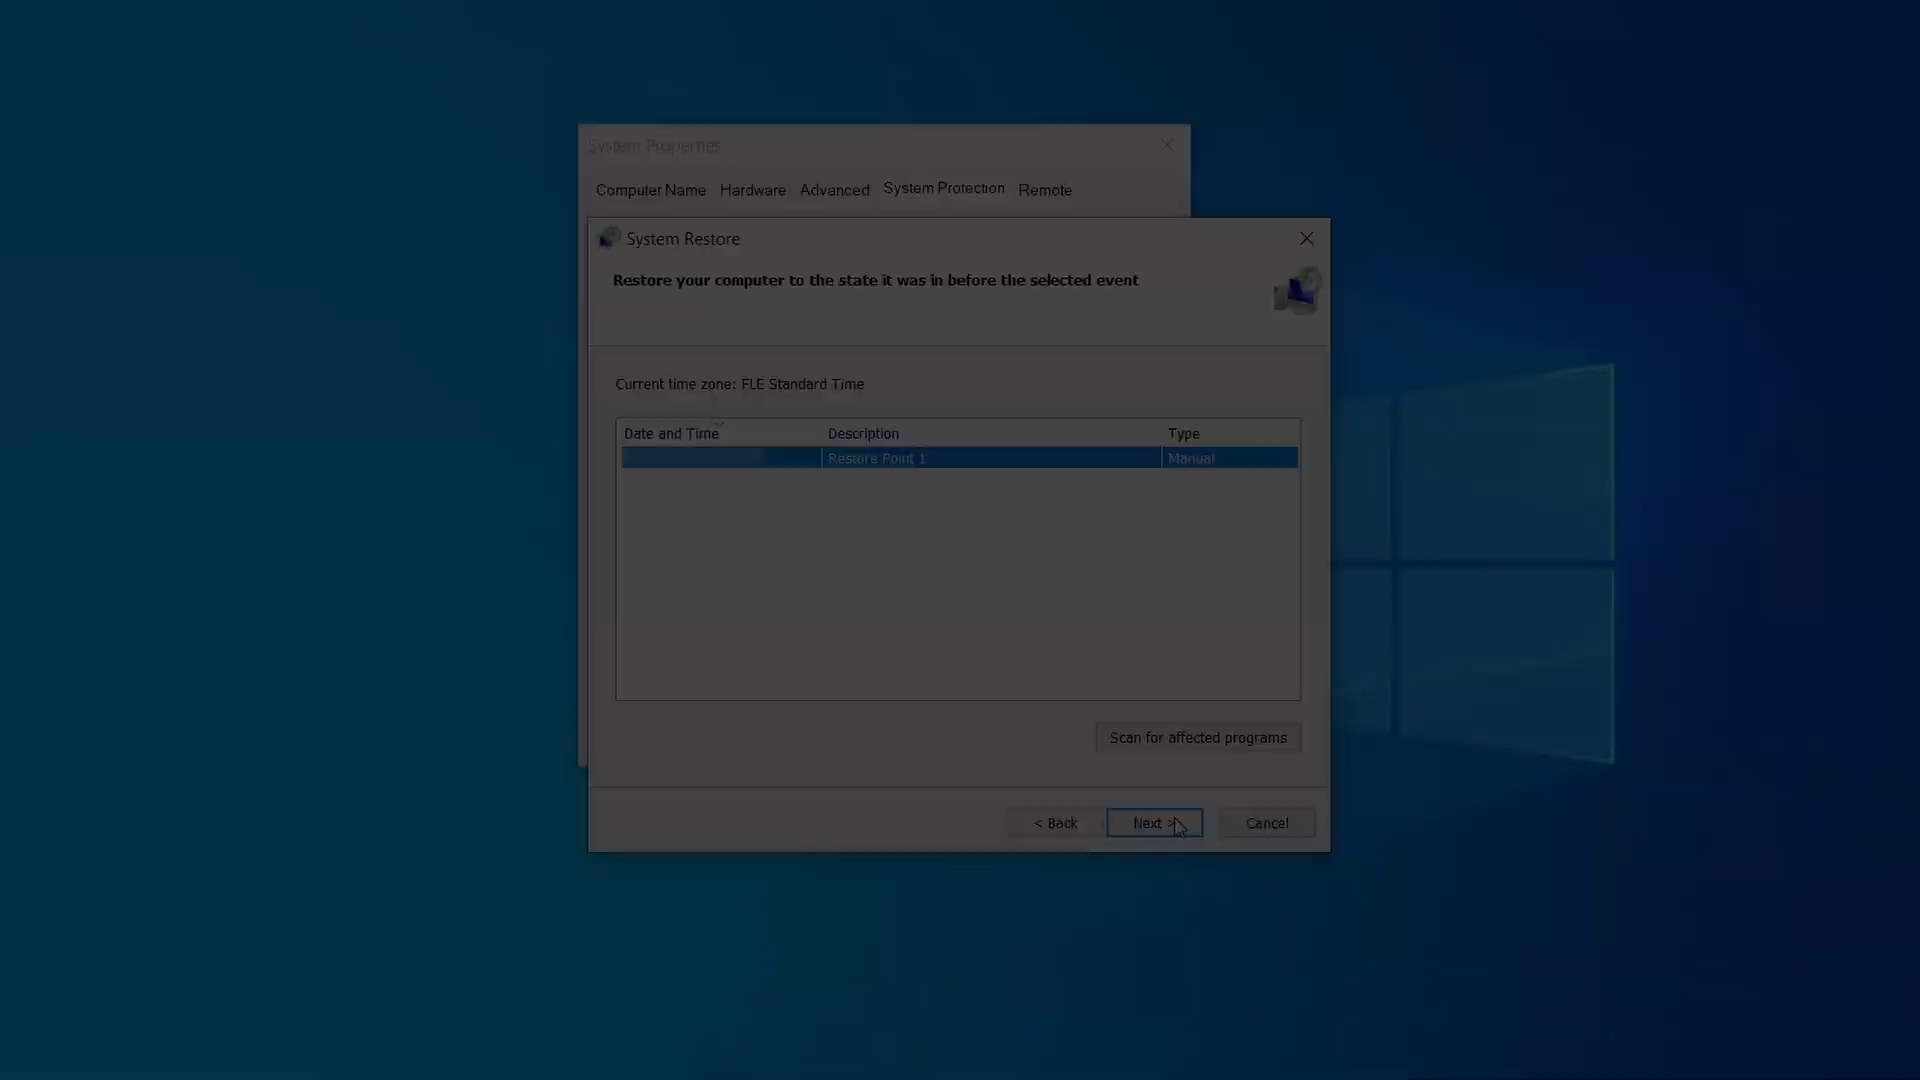 System Properties
Computer Name Hardware Advanced System Protection Remote
System Restore
Restore your computer to the state it was in before the selected event
Current time zone: FLE Standard Time
Date and Time Description Type
Restore Point 1 Manual
Scan for affected programs
< Back Next > Cancel